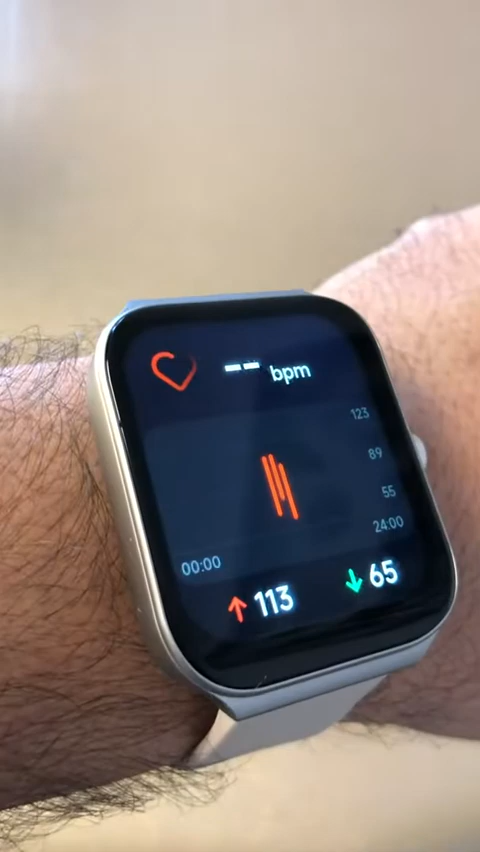 -- bpm
123
89
55
00:00 24:00
↑ 113 ↓ 65